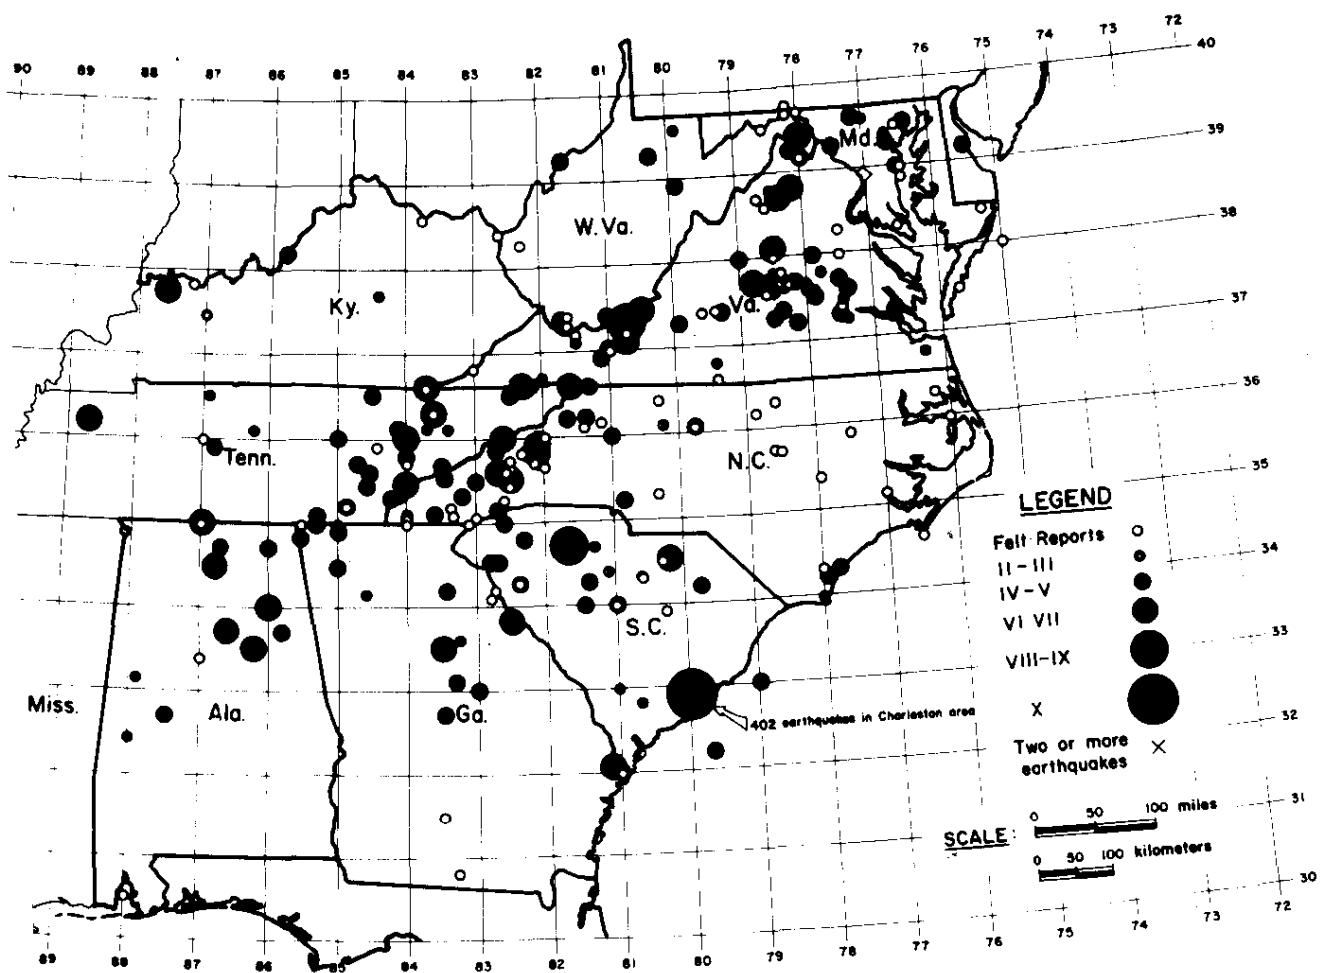 90 89 88 87 86 85 84 83 82 81 80 79 78 77 76 75 74 73 72
40
39
38
37
36
35
34
33
32
31
30
Md.
W.Va.
Ky.
Va.
Tenn.
N.C.
S.C.
Miss.
Ala.
Ga.
402 earthquakes in Charleston area
LEGEND
Felt Reports
II-III
IV-V
VI VII
VIII-IX
X
Two or more
earthquakes
SCALE:
0 50 100 miles
0 50 100 kilometers
89 88 87 86 85 84 83 82 81 80 79 78 77 76 75 74 73 72